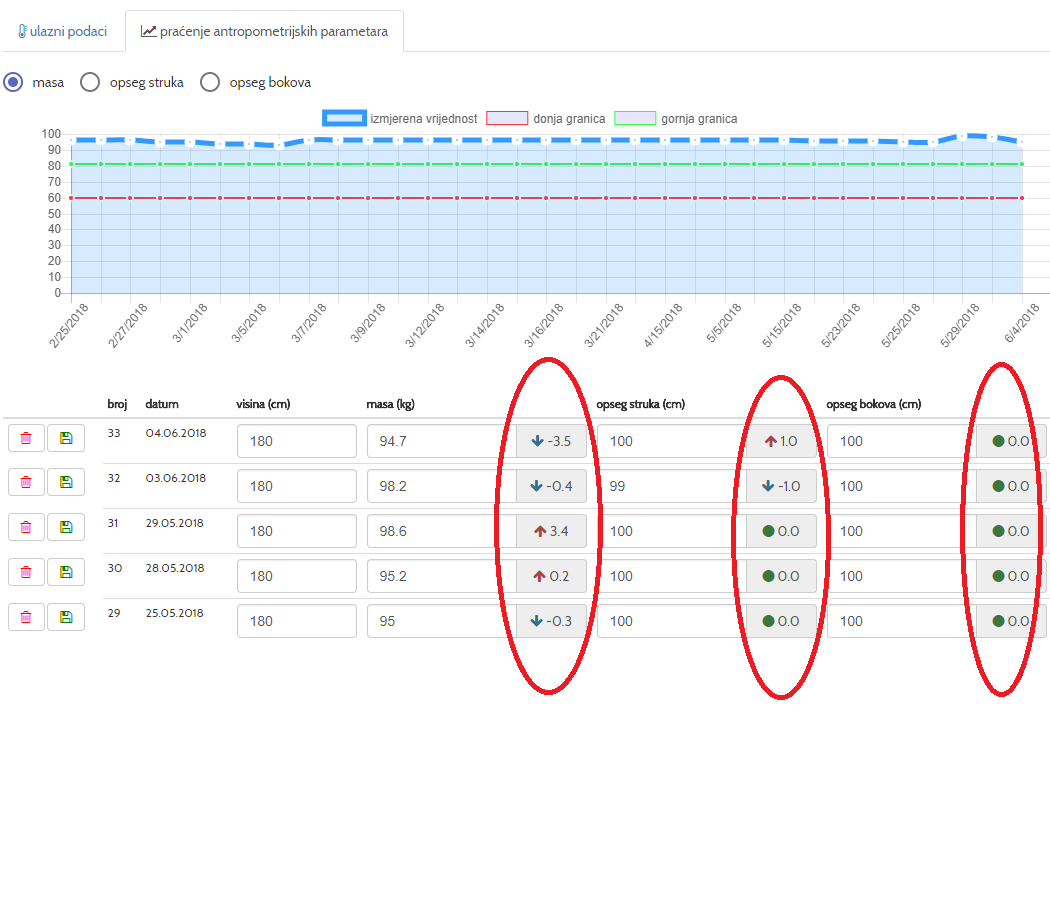 ulazni podaci praćenje antropometrijskih parametara
masa opseg struka opseg bokova
izmjerena vrijednost donja granica gornja granica
100
90
80
70
60
50
40
30
20
10
0
2/25/2018 2/27/2018 3/1/2018 3/5/2018 3/7/2018 3/9/2018 3/12/2018 3/14/2018 3/16/2018 3/21/2018 4/15/2018 5/5/2018 5/15/2018 5/23/2018 5/25/2018 5/29/2018 6/4/2018
broj datum visina (cm) masa (kg) opseg struka (cm) opseg bokova (cm)
33 04.06.2018 180 94.7 -3.5 100 1.0 100 0.0
32 03.06.2018 180 98.2 -0.4 99 -1.0 100 0.0
31 29.05.2018 180 98.6 3.4 100 0.0 100 0.0
30 28.05.2018 180 95.2 0.2 100 0.0 100 0.0
29 25.05.2018 180 95 -0.3 100 0.0 100 0.0